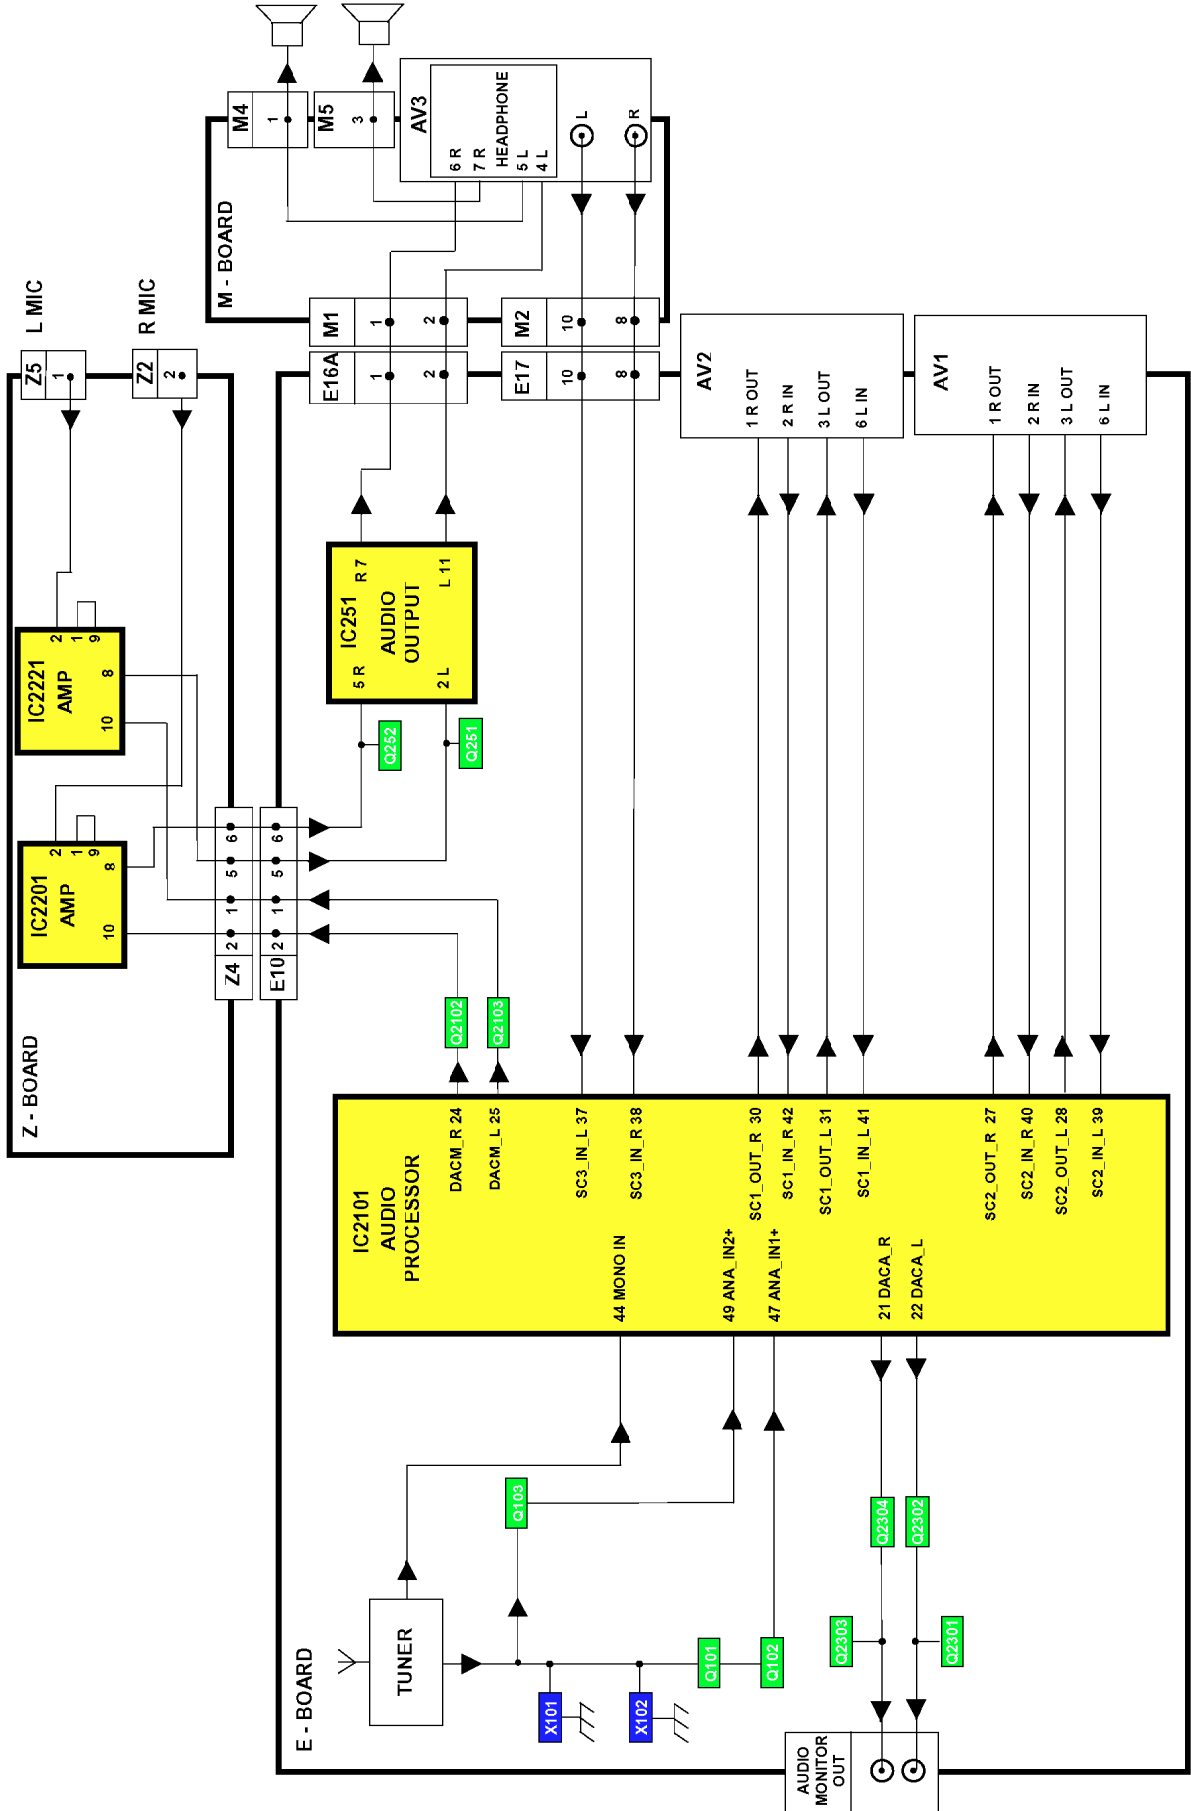 Z - BOARD
IC2201
AMP
10
8
2
1
9
IC2221
AMP
10
8
2
1
9
Z5
1
L MIC
Z2
2
R MIC
Z4
2
1
5
6
E10
2
1
5
6
M - BOARD
M4
1
M5
3
AV3
6 R
7 R
HEADPHONE
5 L
4 L
L
R
M1
1
2
M2
10
8
E16A
1
2
E17
10
8
E - BOARD
TUNER
X101
X102
Q101
Q102
Q103
IC2101
AUDIO
PROCESSOR
44 MONO IN
49 ANA_IN2+
47 ANA_IN1+
21 DACA_R
22 DACA_L
DACM_R 24
DACM_L 25
SC3_IN_L 37
SC3_IN_R 38
SC1_OUT_R 30
SC1_IN_R 42
SC1_OUT_L 31
SC1_IN_L 41
SC2_OUT_R 27
SC2_IN_R 40
SC2_OUT_L 28
SC2_IN_L 39
Q2102
Q2103
Q252
Q251
IC251
AUDIO
OUTPUT
5 R
2 L
R 7
L 11
AV2
1 R OUT
2 R IN
3 L OUT
6 L IN
AV1
1 R OUT
2 R IN
3 L OUT
6 L IN
Q2304
Q2302
Q2303
Q2301
AUDIO
MONITOR
OUT